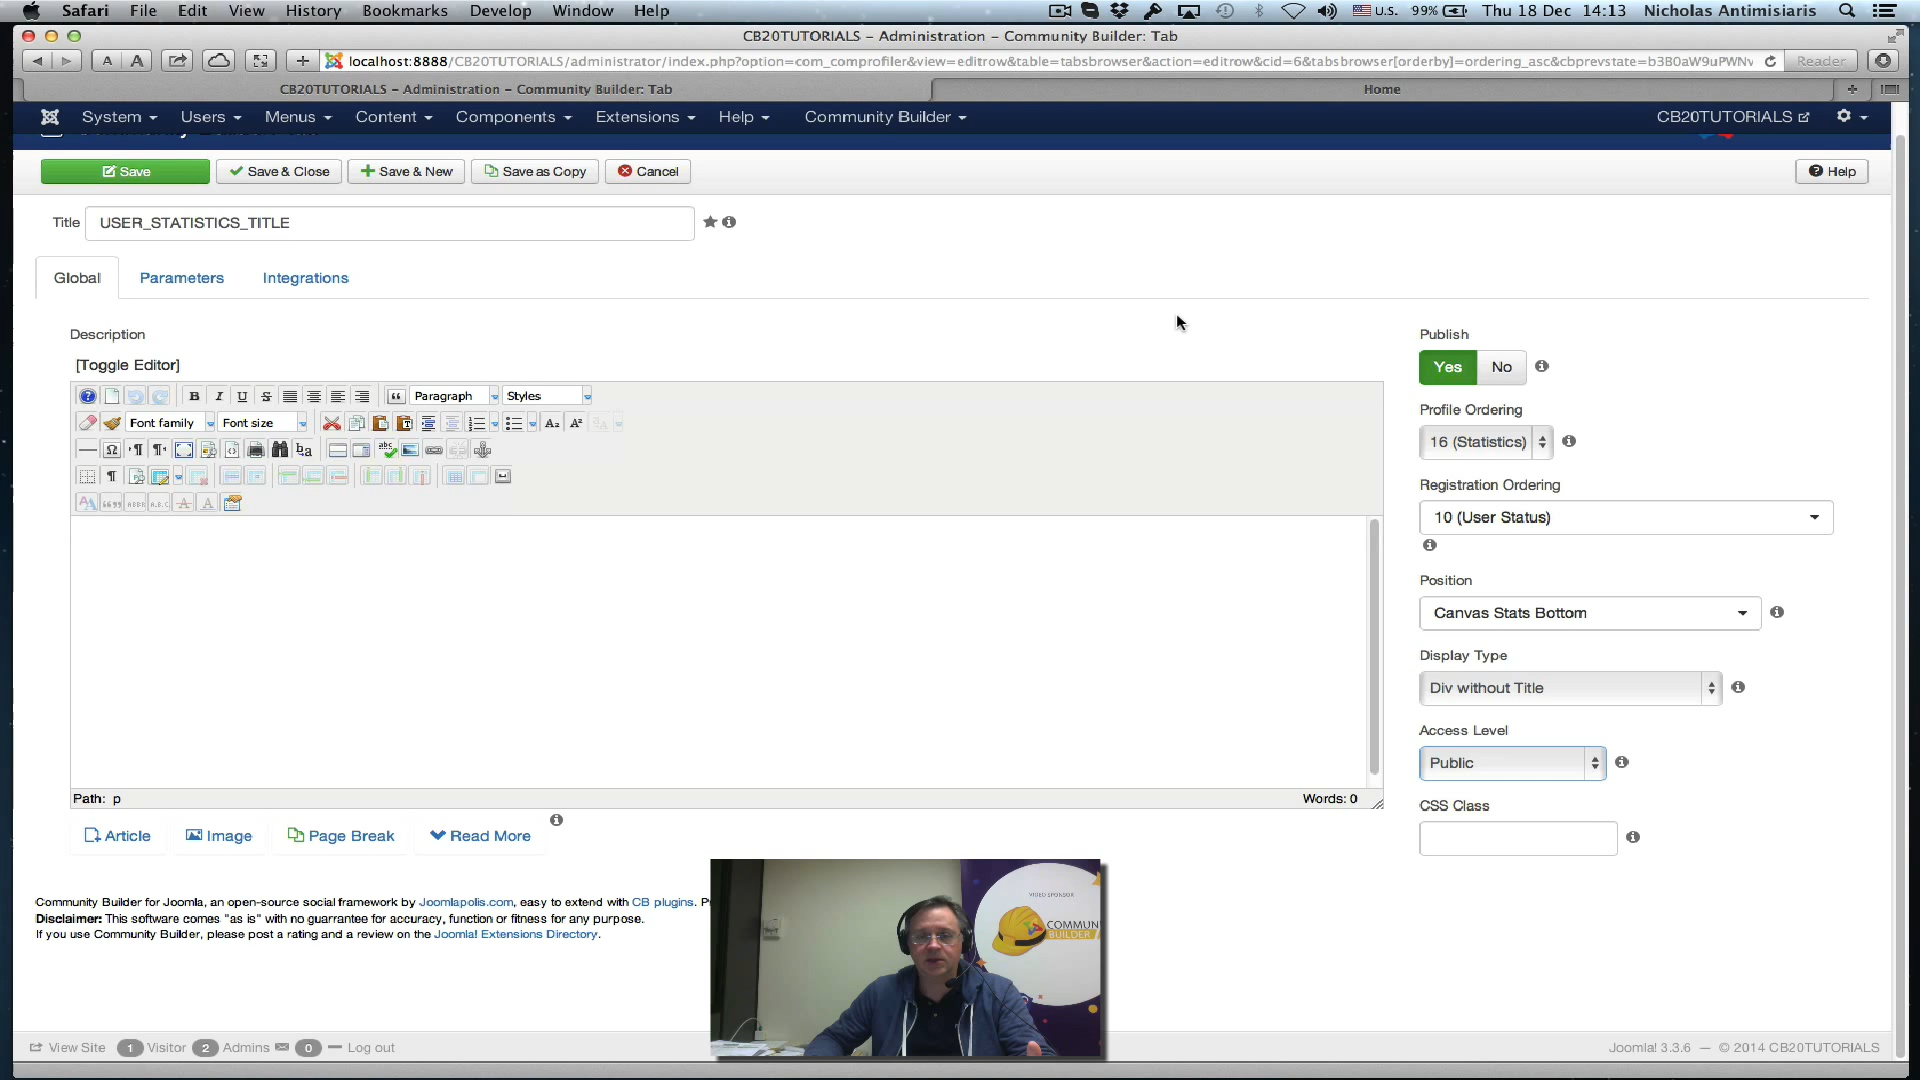 Safari File Edit View History Bookmarks Develop Window Help U.S. 99% Thu 18 Dec 14:13 Nicholas Antimisiaris
CB20TUTORIALS – Administration – Community Builder: Tab
A A localhost:8888/CB20TUTORIALS/administrator/index.php?option=com_comprofiler&view=editrow&table=tabsbrowser&action=editrow&cid=6&tabsbrowser[orderby]=ordering_asc&cbprevstate=b3B0aW9uPWNv Reader
CB20TUTORIALS – Administration – Community Builder: Tab Home
System Users Menus Content Components Extensions Help Community Builder CB20TUTORIALS
Save Save & Close Save & New Save as Copy Cancel Help
Title USER_STATISTICS_TITLE
Global Parameters Integrations
Description
[Toggle Editor]
Paragraph Styles
Font family Font size
Path: p Words: 0
Article Image Page Break Read More
Publish
Yes No
Profile Ordering
16 (Statistics)
Registration Ordering
10 (User Status)
Position
Canvas Stats Bottom
Display Type
Div without Title
Access Level
Public
CSS Class
Community Builder for Joomla, an open-source social framework by Joomlapolis.com, easy to extend with CB plugins.
Disclaimer: This software comes "as is" with no guarrantee for accuracy, function or fitness for any purpose.
If you use Community Builder, please post a rating and a review on the Joomla! Extensions Directory.
VIDEO SPONSOR
COMMUN
BUILDER
View Site 1 Visitor 2 Admins 0 Log out
Joomla! 3.3.6 — © 2014 CB20TUTORIALS